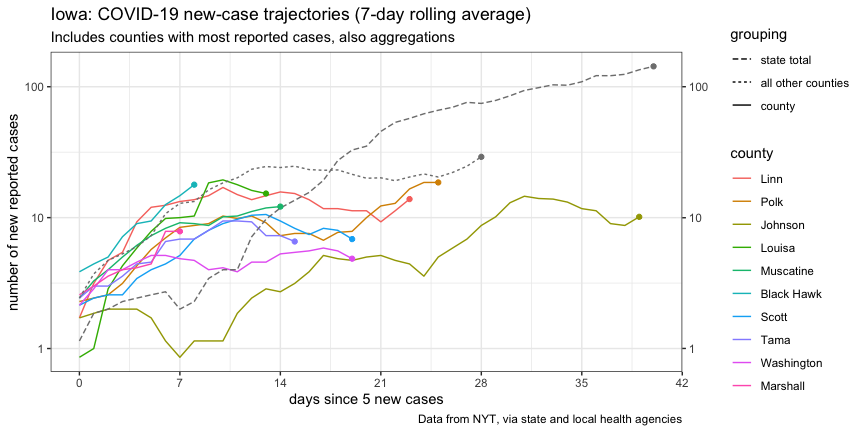 Iowa: COVID-19 new-case trajectories (7-day rolling average)
Includes counties with most reported cases, also aggregations
number of new reported cases
100
10
1
100
10
1
0 7 14 21 28 35 42
days since 5 new cases
Data from NYT, via state and local health agencies
grouping
state total
all other counties
county
county
Linn
Polk
Johnson
Louisa
Muscatine
Black Hawk
Scott
Tama
Washington
Marshall